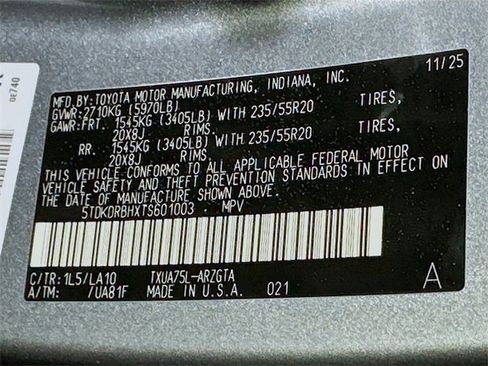 0E740
MFD. BY: TOYOTA MOTOR MANUFACTURING, INDIANA, INC. 11/25
GVWR: 2710KG (5970LB)
GAWR: FRT. 1545KG (3405LB) WITH 235/55R20 TIRES,
20X8J RIMS.
RR. 1545KG (3405LB) WITH 235/55R20 TIRES,
20X8J RIMS.
THIS VEHICLE CONFORMS TO ALL APPLICABLE FEDERAL MOTOR
VEHICLE SAFETY AND THEFT PREVENTION STANDARDS IN EFFECT ON
THE DATE OF MANUFACTURE SHOWN ABOVE.
5TDKDRBHXTS601003 MPV
C/TR: 1L5/LA10 TXUA75L-ARZGTA
A/TM: /UA81F MADE IN U.S.A. 021 A